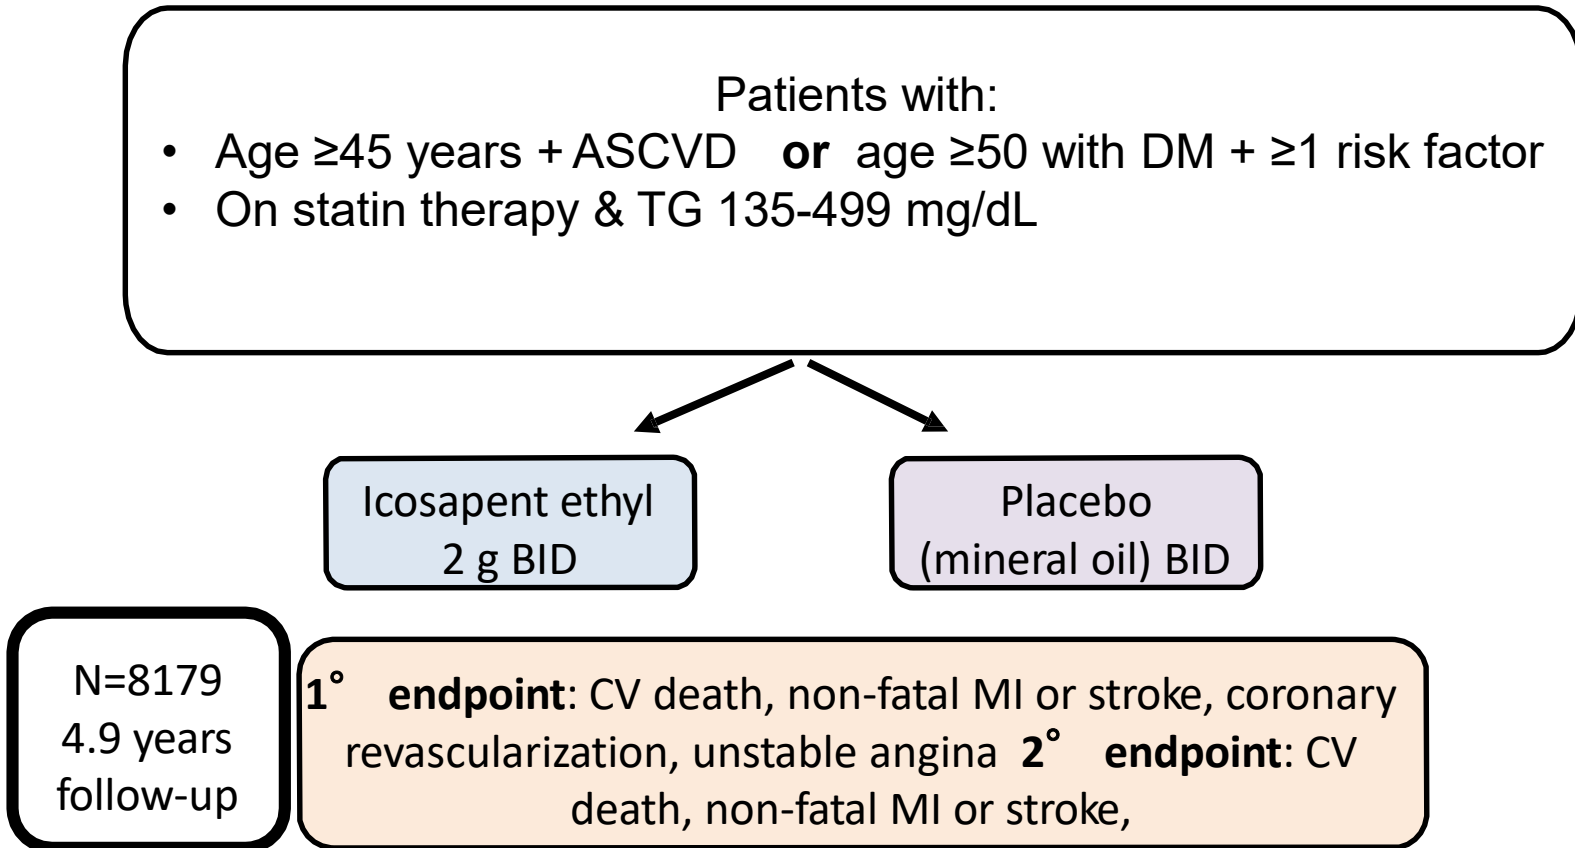 Patients with:
• Age ≥45 years + ASCVD or age ≥50 with DM + ≥1 risk factor
• On statin therapy & TG 135-499 mg/dL
Icosapent ethyl
2 g BID
Placebo
(mineral oil) BID
N=8179
4.9 years
follow-up
1° endpoint: CV death, non-fatal MI or stroke, coronary
revascularization, unstable angina 2° endpoint: CV
death, non-fatal MI or stroke,